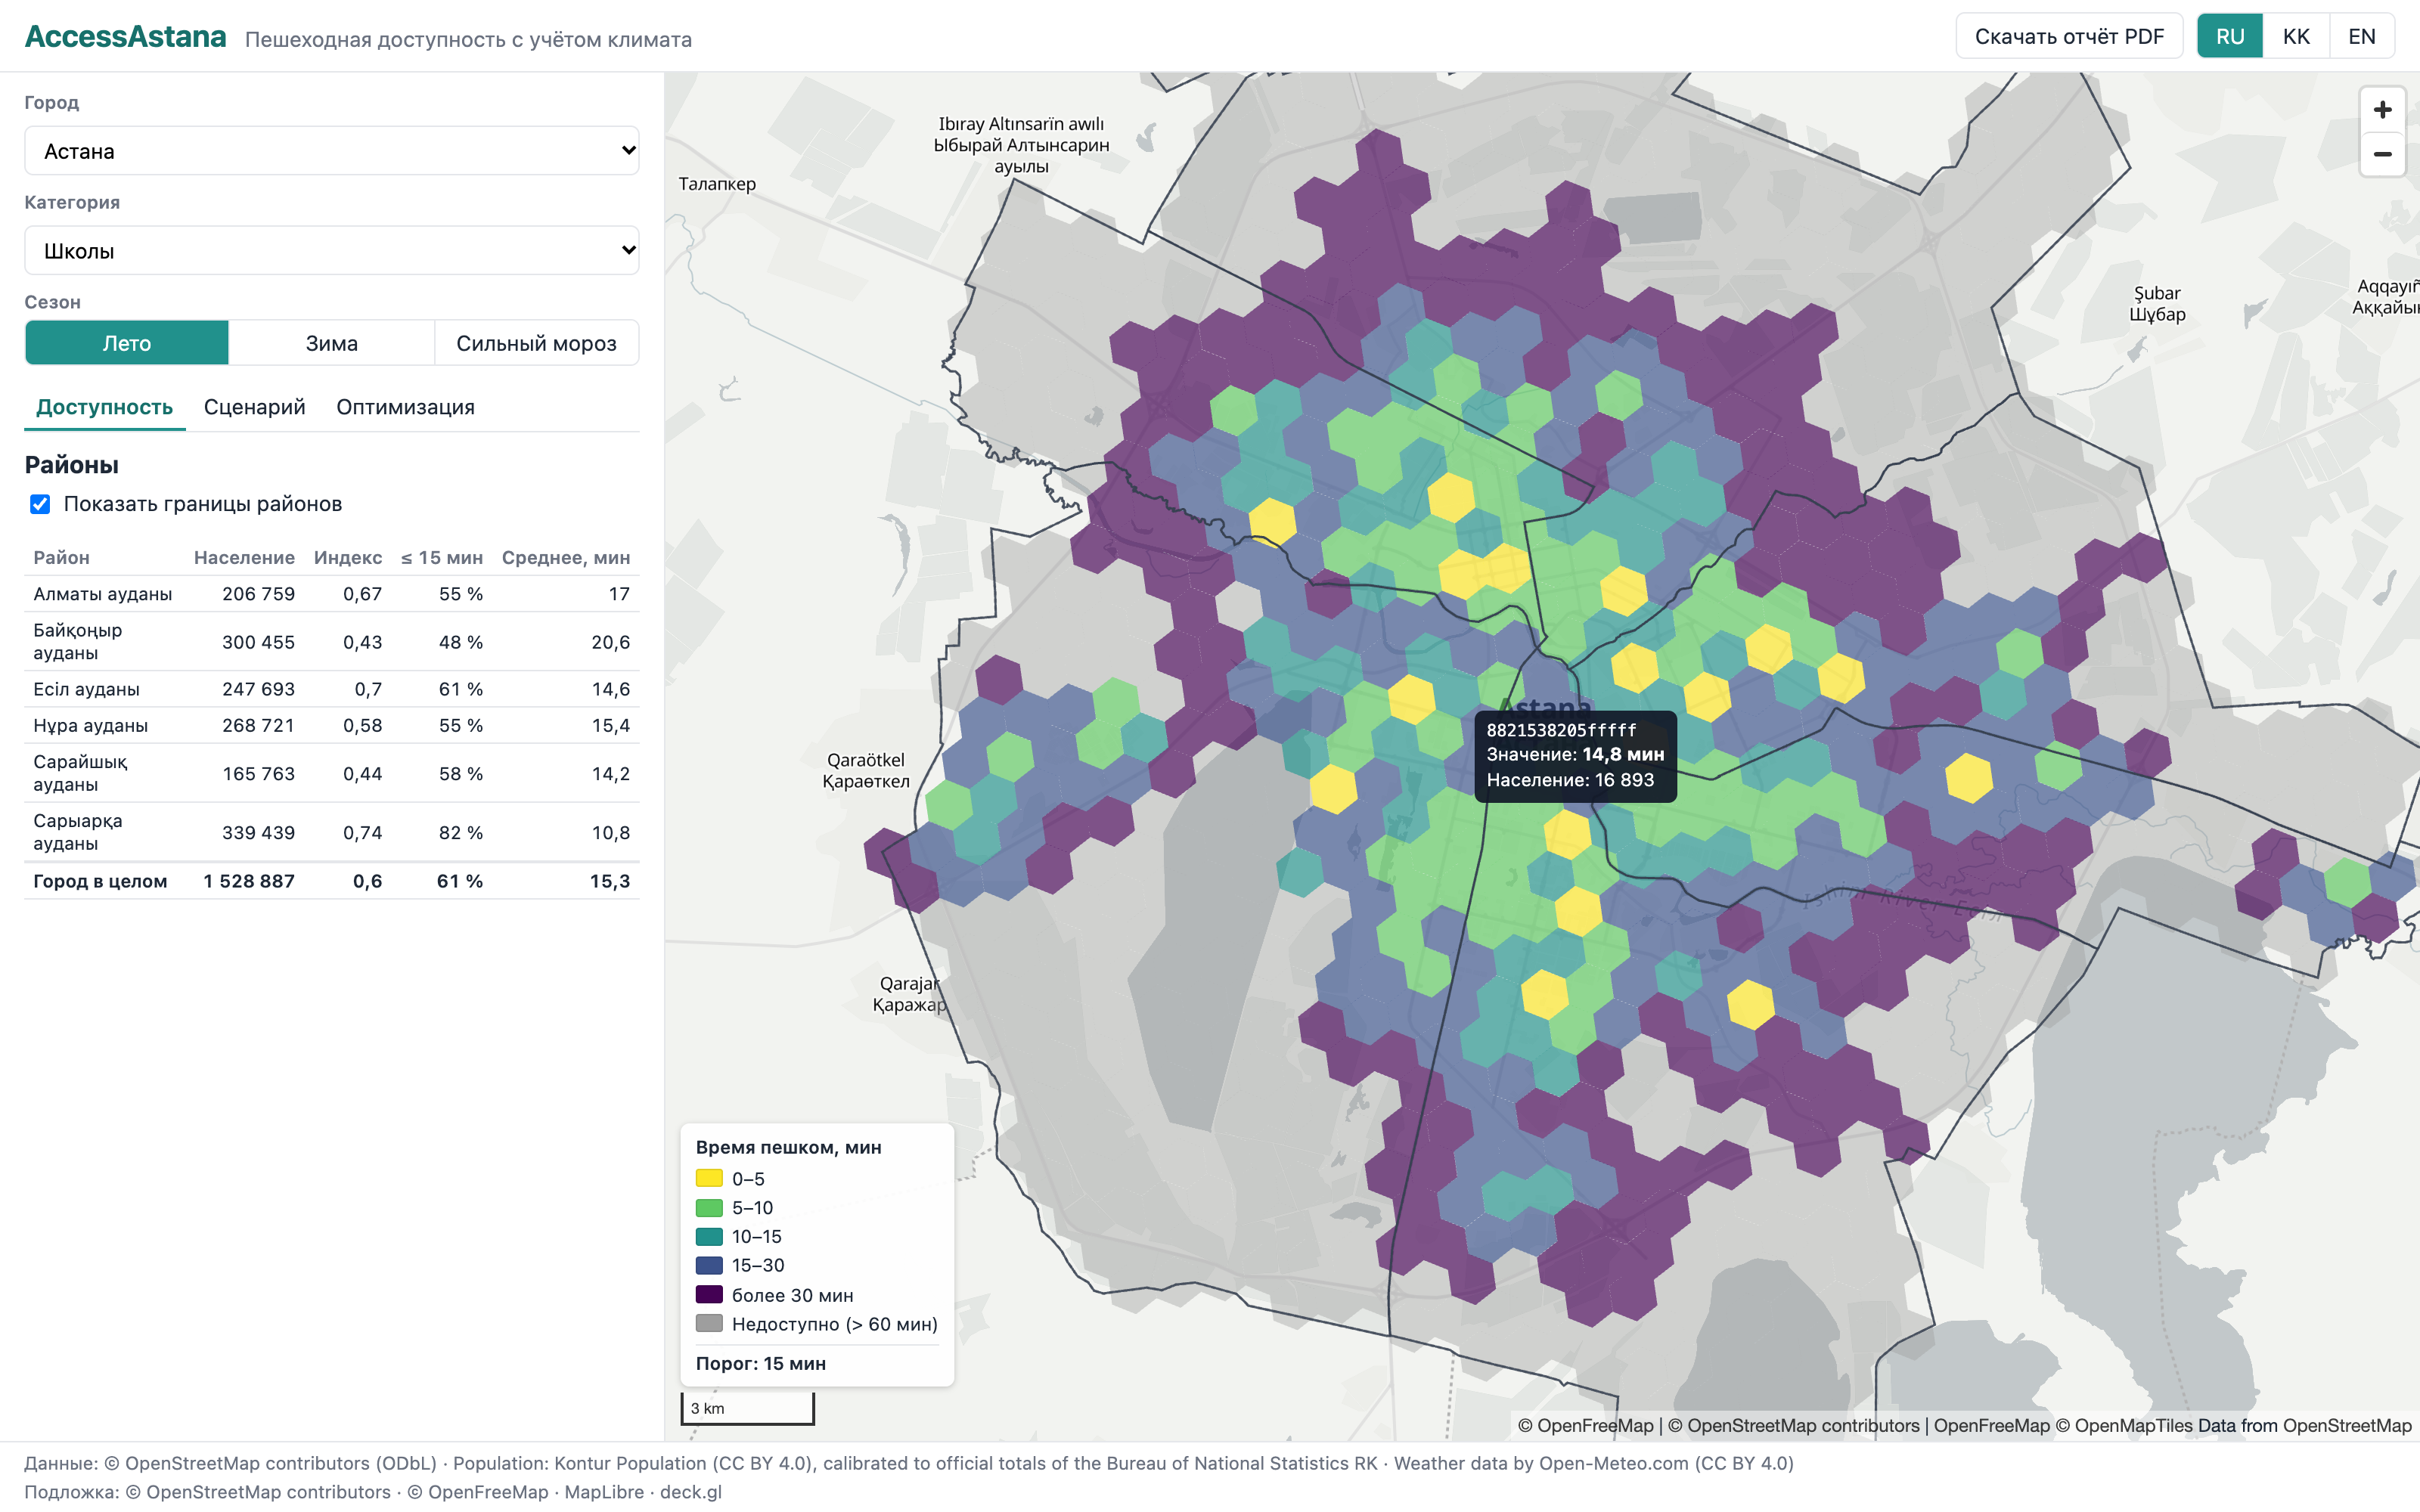 AccessAstana Пешеходная доступность с учётом климата
Скачать отчёт PDF RU KK EN
Город
Астана
Категория
Школы
Сезон
Лето Зима Сильный мороз
Доступность Сценарий Оптимизация
Районы
Показать границы районов
Район Население Индекс ≤ 15 мин Среднее, мин
Алматы ауданы 206 759 0,67 55 % 17
Байқоңыр
ауданы 300 455 0,43 48 % 20,6
Есіл ауданы 247 693 0,7 61 % 14,6
Нұра ауданы 268 721 0,58 55 % 15,4
Сарайшық
ауданы 165 763 0,44 58 % 14,2
Сарыарқа
ауданы 339 439 0,74 82 % 10,8
Город в целом 1 528 887 0,6 61 % 15,3
Ibıray Altınsarïn awılı
Ыбырай Алтынсарин
ауылы
Талапкер
Şubar
Шұбар
Qaraötkel
Қараөткел
Qarajar
Қаражар
Astana
8821538205fffff
Значение: 14,8 мин
Население: 16 893
Время пешком, мин
0–5
5–10
10–15
15–30
более 30 мин
Недоступно (> 60 мин)
Порог: 15 мин
3 km
+
−
© OpenFreeMap | © OpenStreetMap contributors | OpenFreeMap © OpenMapTiles Data from OpenStreetMap
Данные: © OpenStreetMap contributors (ODbL) · Population: Kontur Population (CC BY 4.0), calibrated to official totals of the Bureau of National Statistics RK · Weather data by Open-Meteo.com (CC BY 4.0)
Подложка: © OpenStreetMap contributors · © OpenFreeMap · MapLibre · deck.gl